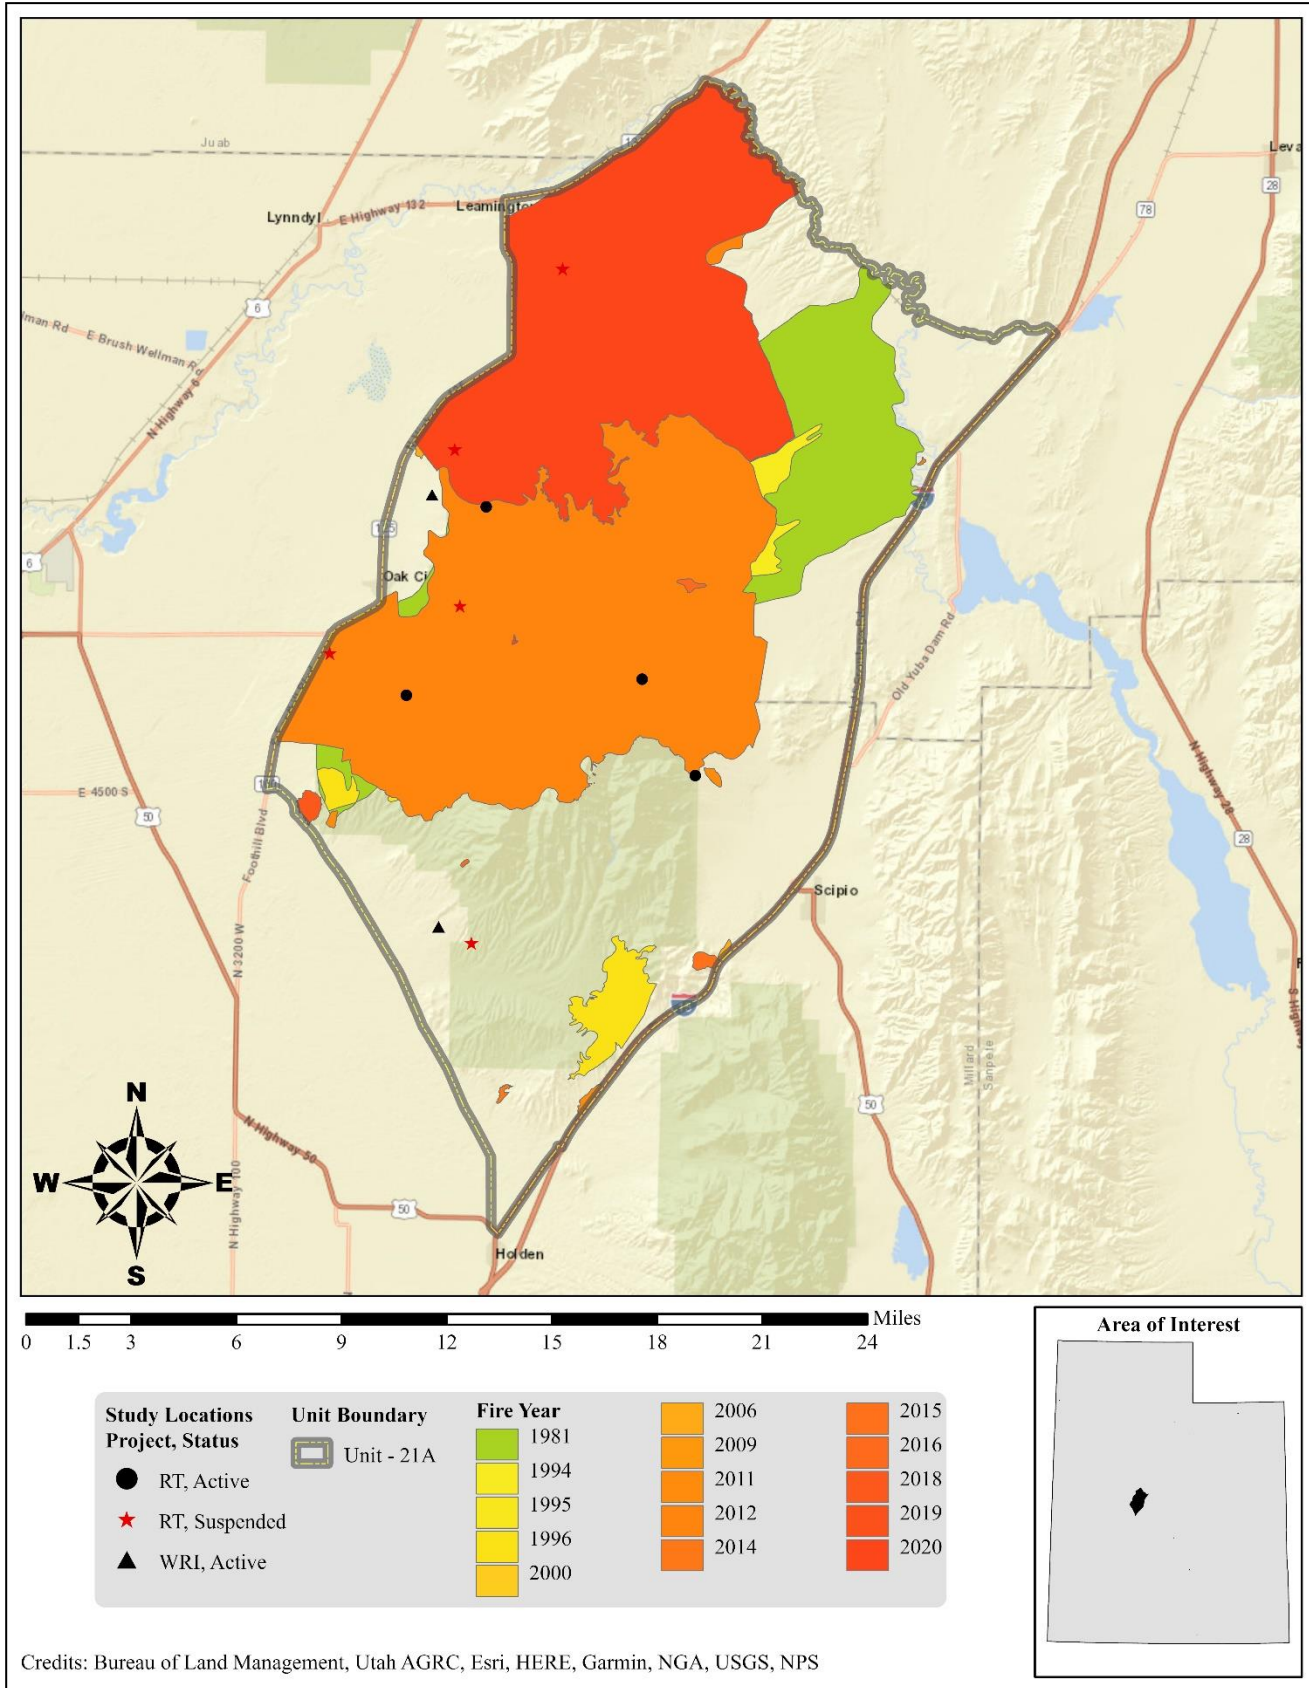 Juab
Leva
28
78
Lynndyl
E Highway 132
Leamington
6
lman Rd
E Brush Wellman Rd
N Highway 6
6
Oak Ci
Old Yuba Dam Rd
N Highway 28
E 4500 S
50
Foothill Blvd
28
Scipio
N 3200 W
Millard
Sanpete
50
N Highway 50
N Highway 100
50
Holden
N
W
E
S
Miles
0 1.5 3 6 9 12 15 18 21 24
Area of Interest
Study Locations
Project, Status
RT, Active
RT, Suspended
WRI, Active
Unit Boundary
Unit - 21A
Fire Year
1981
1994
1995
1996
2000
2006
2009
2011
2012
2014
2015
2016
2018
2019
2020
Credits: Bureau of Land Management, Utah AGRC, Esri, HERE, Garmin, NGA, USGS, NPS